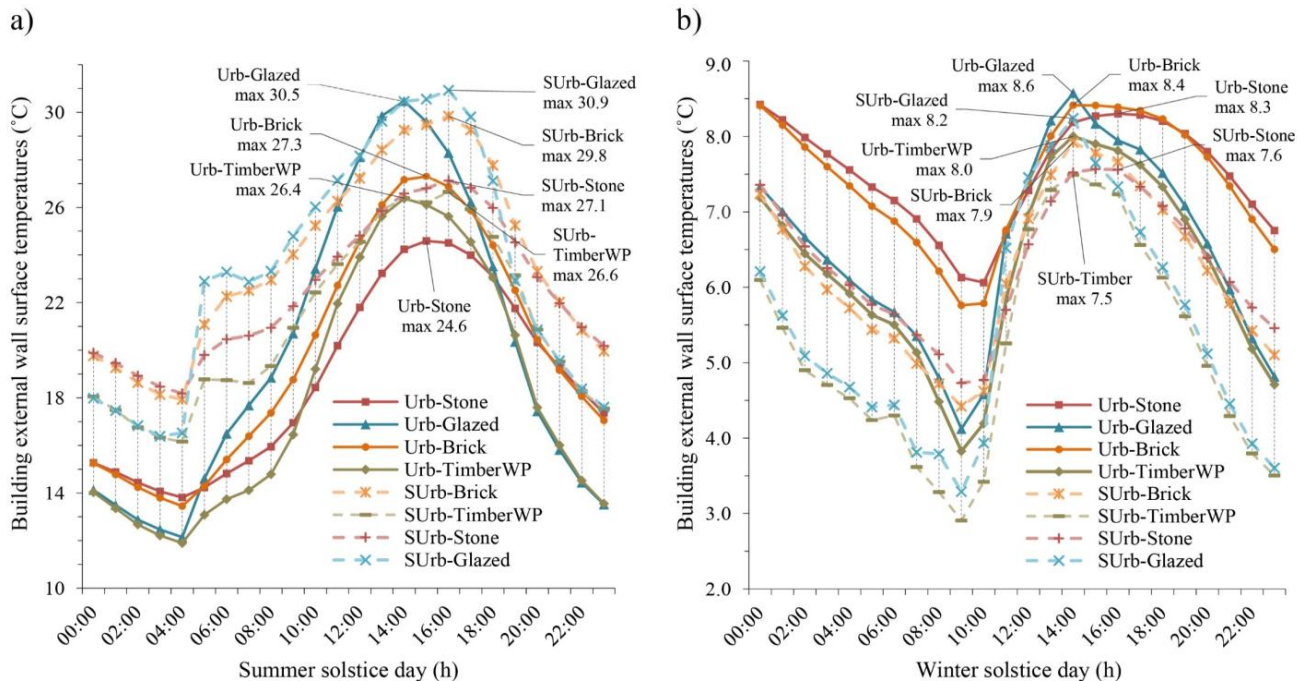 a)
Building external wall surface temperatures (˚C)
30
26
22
18
14
10
Urb-Glazed
max 30.5
Urb-Brick
max 27.3
Urb-TimberWP
max 26.4
SUrb-Glazed
max 30.9
SUrb-Brick
max 29.8
SUrb-Stone
max 27.1
SUrb-
TimberWP
max 26.6
Urb-Stone
max 24.6
Urb-Stone
Urb-Glazed
Urb-Brick
Urb-TimberWP
SUrb-Brick
SUrb-TimberWP
SUrb-Stone
SUrb-Glazed
00:00
02:00
04:00
06:00
08:00
10:00
12:00
14:00
16:00
18:00
20:00
22:00
Summer solstice day (h)
b)
Building external wall surface temperatures (˚C)
9.0
8.0
7.0
6.0
5.0
4.0
3.0
2.0
Urb-Glazed
max 8.6
Urb-Brick
max 8.4
SUrb-Glazed
max 8.2
Urb-Stone
max 8.3
Urb-TimberWP
max 8.0
SUrb-Stone
max 7.6
SUrb-Brick
max 7.9
SUrb-Timber
max 7.5
Urb-Stone
Urb-Glazed
Urb-Brick
Urb-TimberWP
SUrb-Brick
SUrb-TimberWP
SUrb-Stone
SUrb-Glazed
00:00
02:00
04:00
06:00
08:00
10:00
12:00
14:00
16:00
18:00
20:00
22:00
Winter solstice day (h)